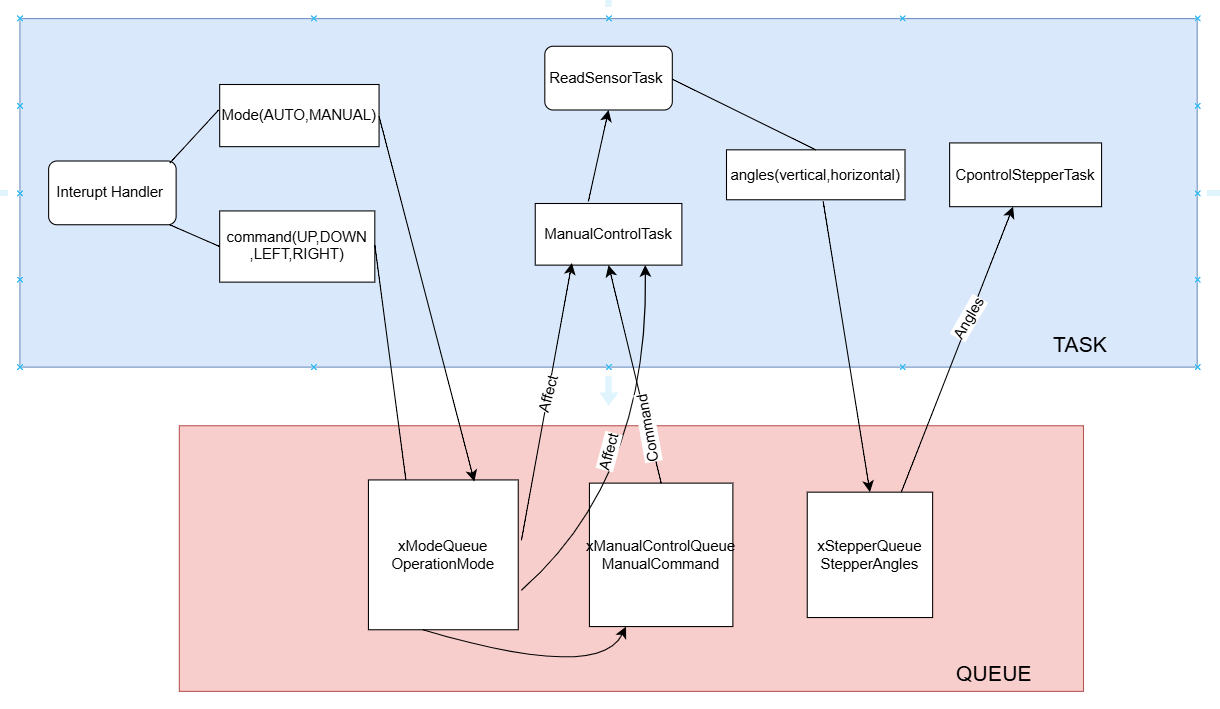 ReadSensorTask
Mode(AUTO,MANUAL)
Interupt Handler
angles(vertical,horizontal)
CpontrolStepperTask
command(UP,DOWN
,LEFT,RIGHT)
ManualControlTask
Angles
TASK
Affect
Command
Affect
xModeQueue
OperationMode
xManualControlQueue
ManualCommand
xStepperQueue
StepperAngles
QUEUE